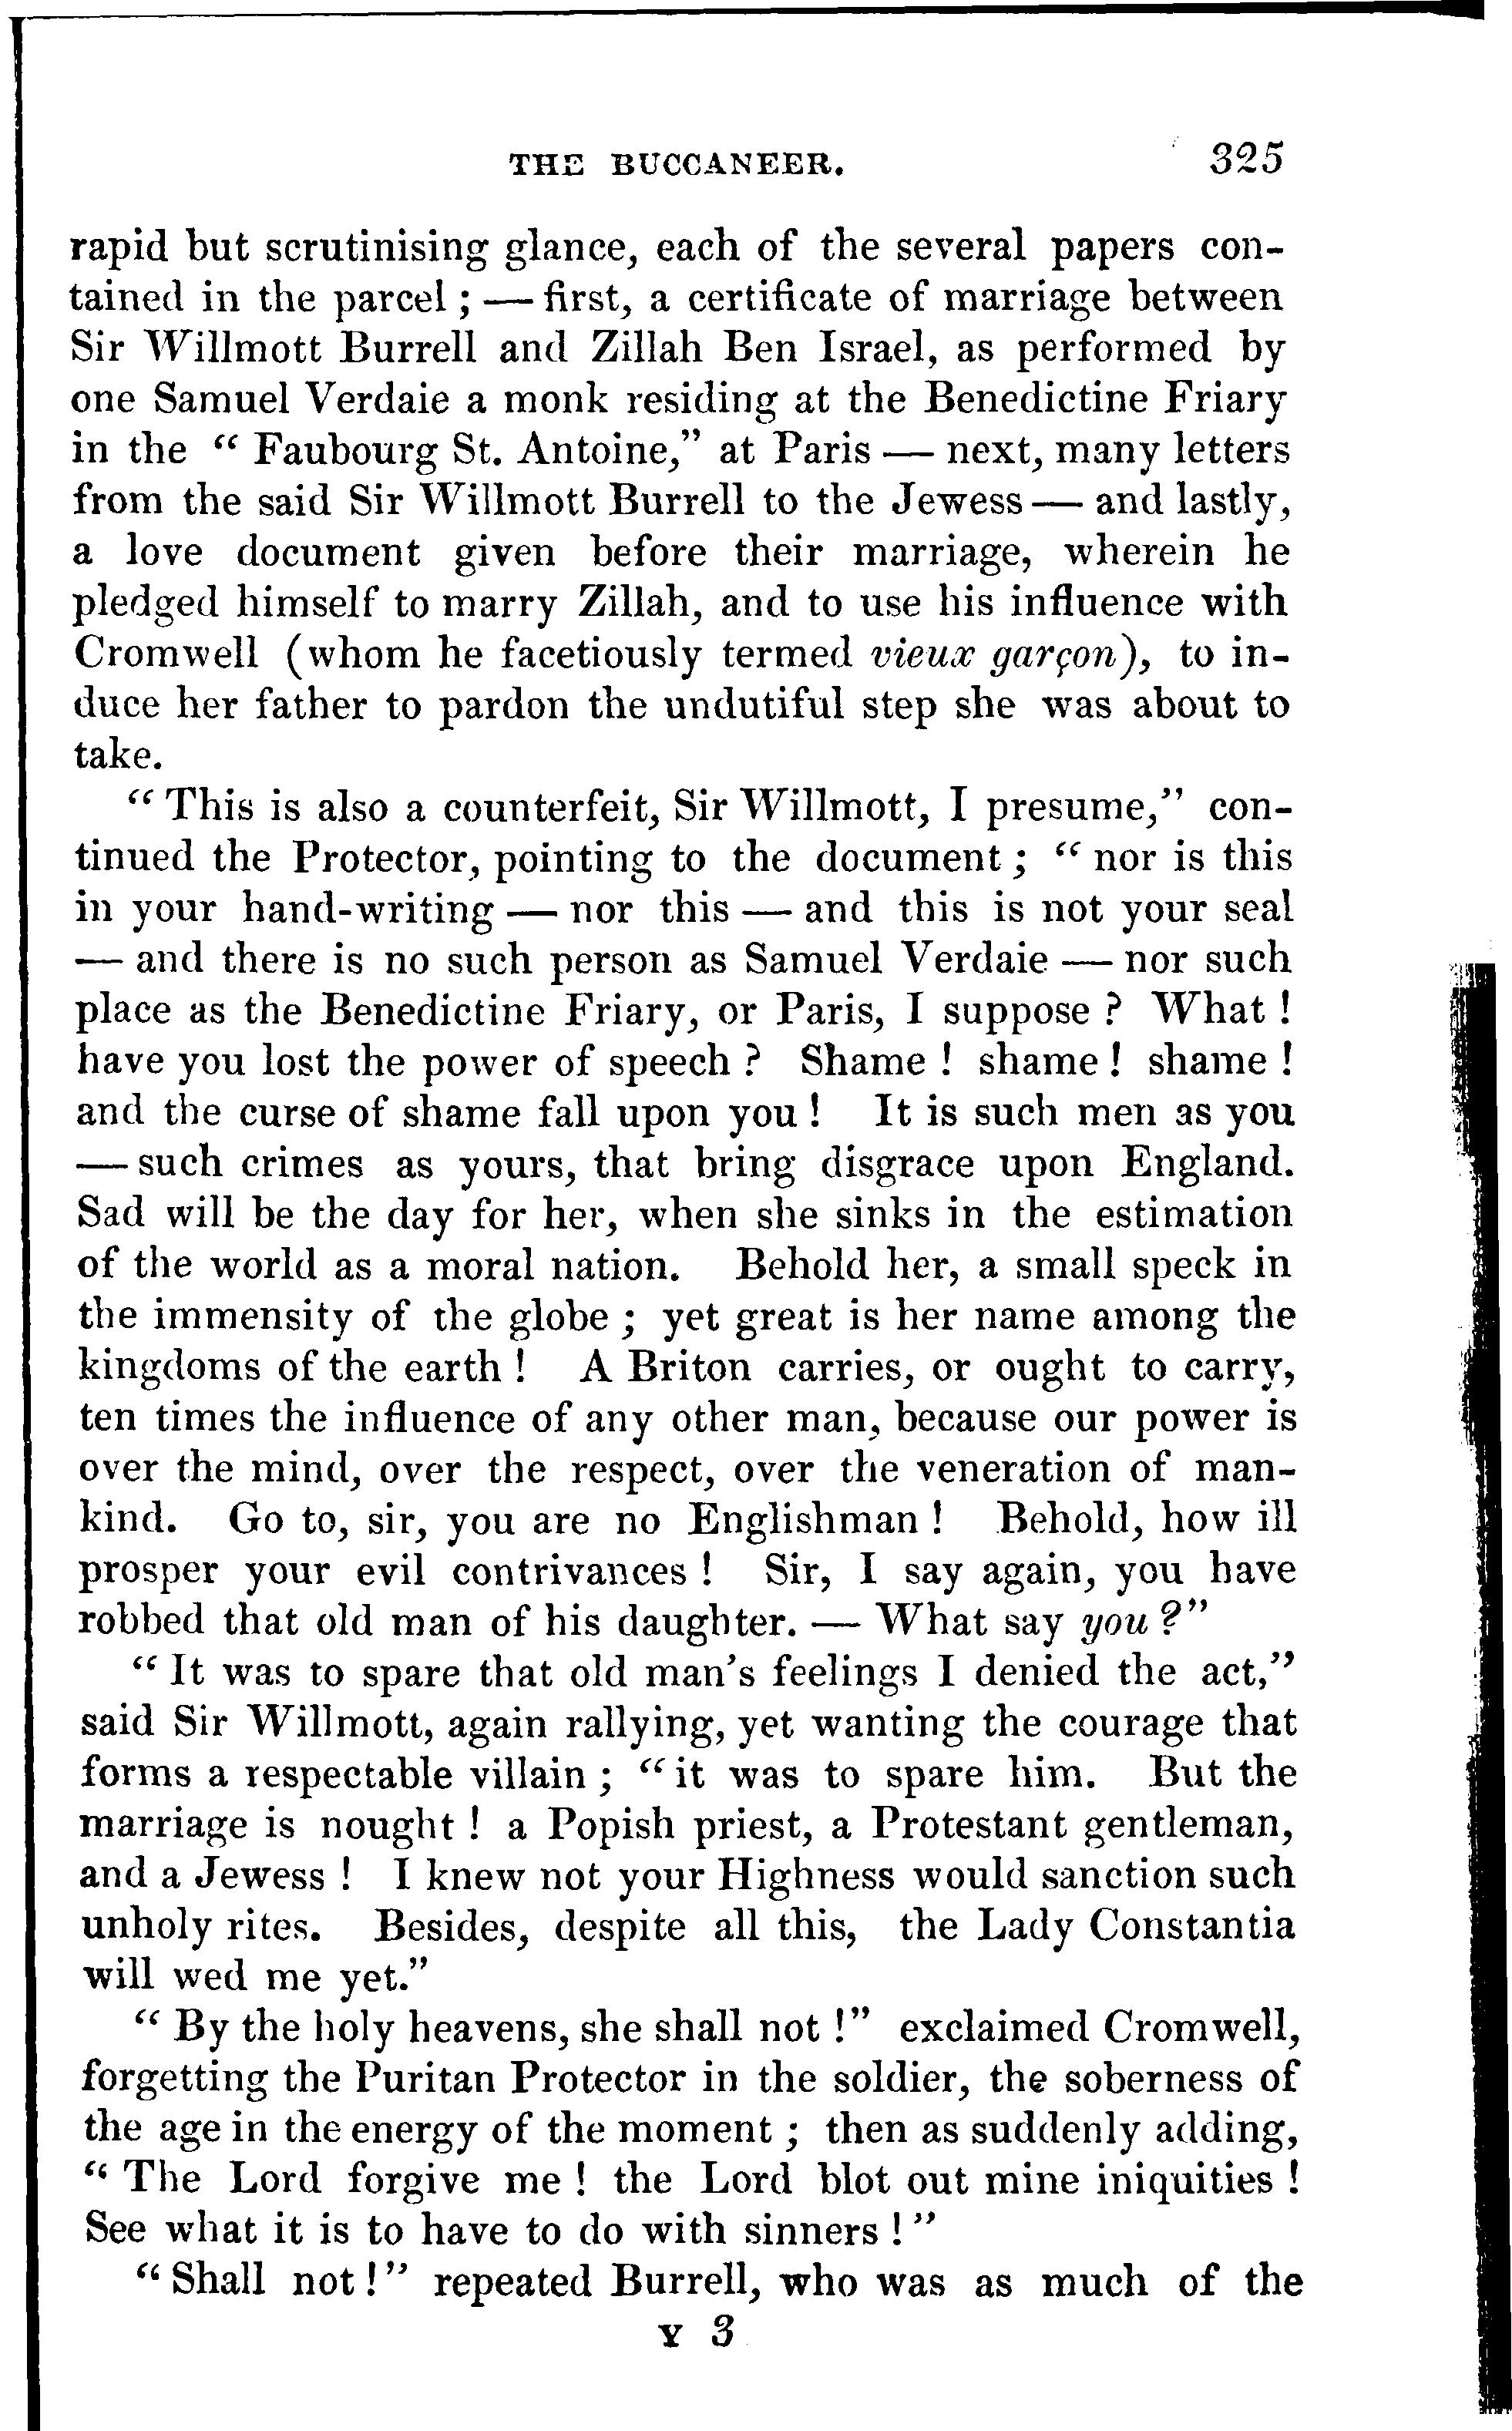 THE BUCCANEER. 325
rapid but scrutinising glance, each of the several papers con-
tained in the parcel ; — first, a certificate of marriage between
Sir Willmott Burrell and Zillah Ben Israel, as performed by
one Samuel Verdaie a monk residing at the Benedictine Friary
in the “ Faubourg St. Antoine,” at Paris — next, many letters
from the said Sir Willmott Burrell to the Jewess — and lastly,
a love document given before their marriage, wherein he
pledged himself to marry Zillah, and to use his influence with
Cromwell (whom he facetiously termed vieux garçon), to in-
duce her father to pardon the undutiful step she was about to
take.
“ This is also a counterfeit, Sir Willmott, I presume,” con-
tinued the Protector, pointing to the document ; “ nor is this
in your hand-writing — nor this — and this is not your seal
— and there is no such person as Samuel Verdaie — nor such
place as the Benedictine Friary, or Paris, I suppose ? What !
have you lost the power of speech ? Shame ! shame ! shame !
and the curse of shame fall upon you ! It is such men as you
— such crimes as yours, that bring disgrace upon England.
Sad will be the day for her, when she sinks in the estimation
of the world as a moral nation. Behold her, a small speck in
the immensity of the globe ; yet great is her name among the
kingdoms of the earth ! A Briton carries, or ought to carry,
ten times the influence of any other man, because our power is
over the mind, over the respect, over the veneration of man-
kind. Go to, sir, you are no Englishman ! Behold, how ill
prosper your evil contrivances ! Sir, I say again, you have
robbed that old man of his daughter. — What say you ?”
“ It was to spare that old man's feelings I denied the act,”
said Sir Willmott, again rallying, yet wanting the courage that
forms a respectable villain ; “ it was to spare him. But the
marriage is nought ! a Popish priest, a Protestant gentleman,
and a Jewess ! I knew not your Highness would sanction such
unholy rites. Besides, despite all this, the Lady Constantia
will wed me yet.”
“ By the holy heavens, she shall not !” exclaimed Cromwell,
forgetting the Puritan Protector in the soldier, the soberness of
the age in the energy of the moment ; then as suddenly adding,
“ The Lord forgive me ! the Lord blot out mine iniquities !
See what it is to have to do with sinners ! ”
“ Shall not !” repeated Burrell, who was as much of the
Y 3